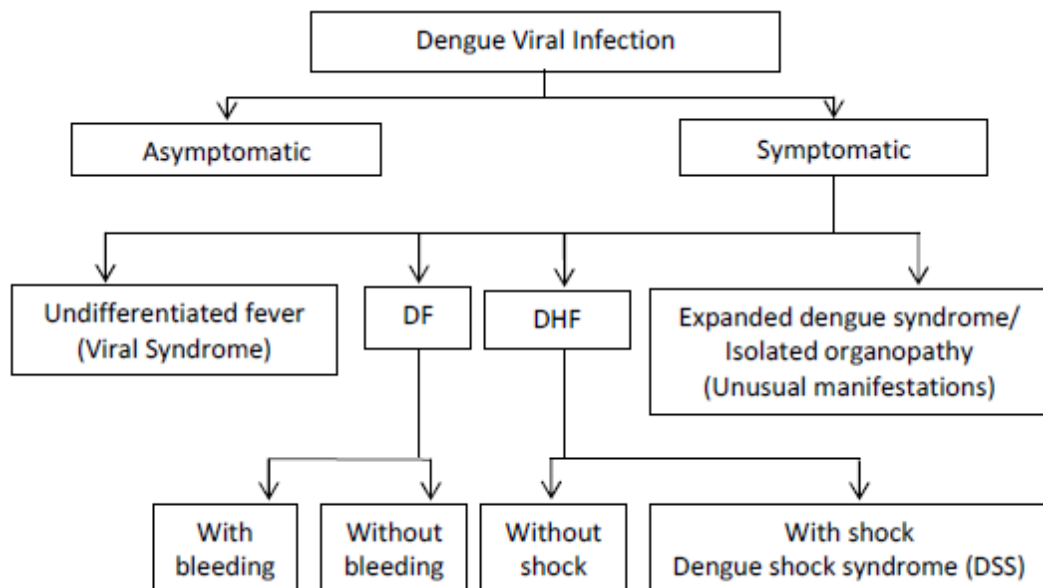 Dengue Viral Infection
Asymptomatic
Symptomatic
Undifferentiated fever
(Viral Syndrome)
DF
DHF
Expanded dengue syndrome/
Isolated organopathy
(Unusual manifestations)
With
bleeding
Without
bleeding
Without
shock
With shock
Dengue shock syndrome (DSS)